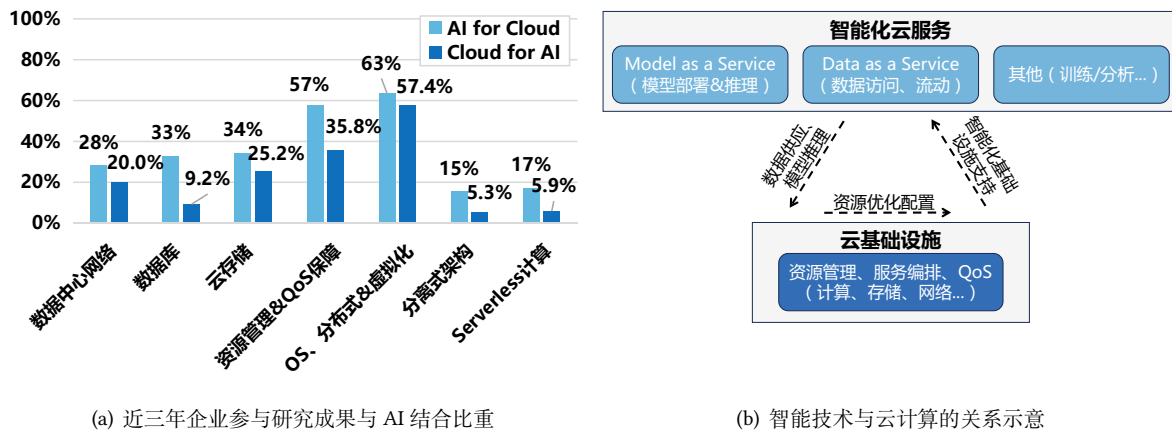 100%
80%
60%
40%
20%
0%
AI for Cloud
Cloud for AI
28%
20.0%
33%
9.2%
34%
25.2%
57%
35.8%
63%
57.4%
15%
5.3%
17%
5.9%
数据中心网络
数据库
云存储
资源管理&QoS保障
OS、分布式&虚拟化
分离式架构
Serverless计算
(a) 近三年企业参与研究成果与 AI 结合比重
智能化云服务
Model as a Service
（模型部署&推理）
Data as a Service
（数据访问、流动）
其他（训练/分析...）
数据供应、
模型推理
智能化基础
设施支持
资源优化配置
云基础设施
资源管理、服务编排、QoS
（计算、存储、网络...）
(b) 智能技术与云计算的关系示意